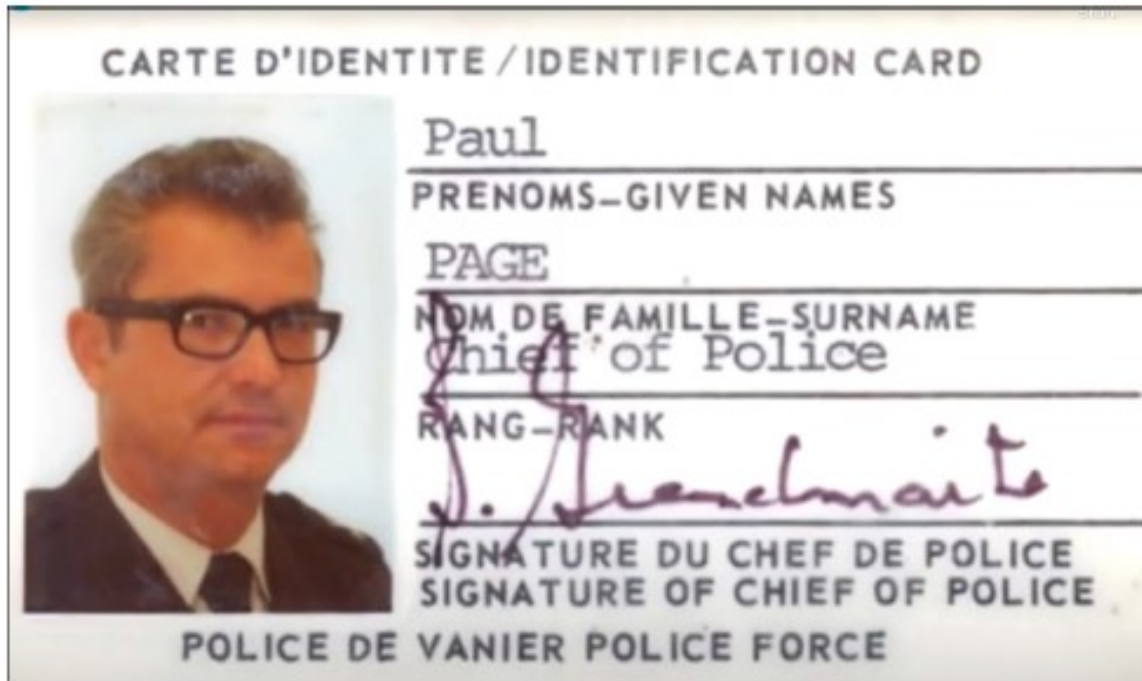 CARTE D'IDENTITE / IDENTIFICATION CARD
Paul
PRENOMS–GIVEN NAMES
PAGE
NOM DE FAMILLE–SURNAME
Chief of Police
RANG–RANK
SIGNATURE DU CHEF DE POLICE
SIGNATURE OF CHIEF OF POLICE
POLICE DE VANIER POLICE FORCE